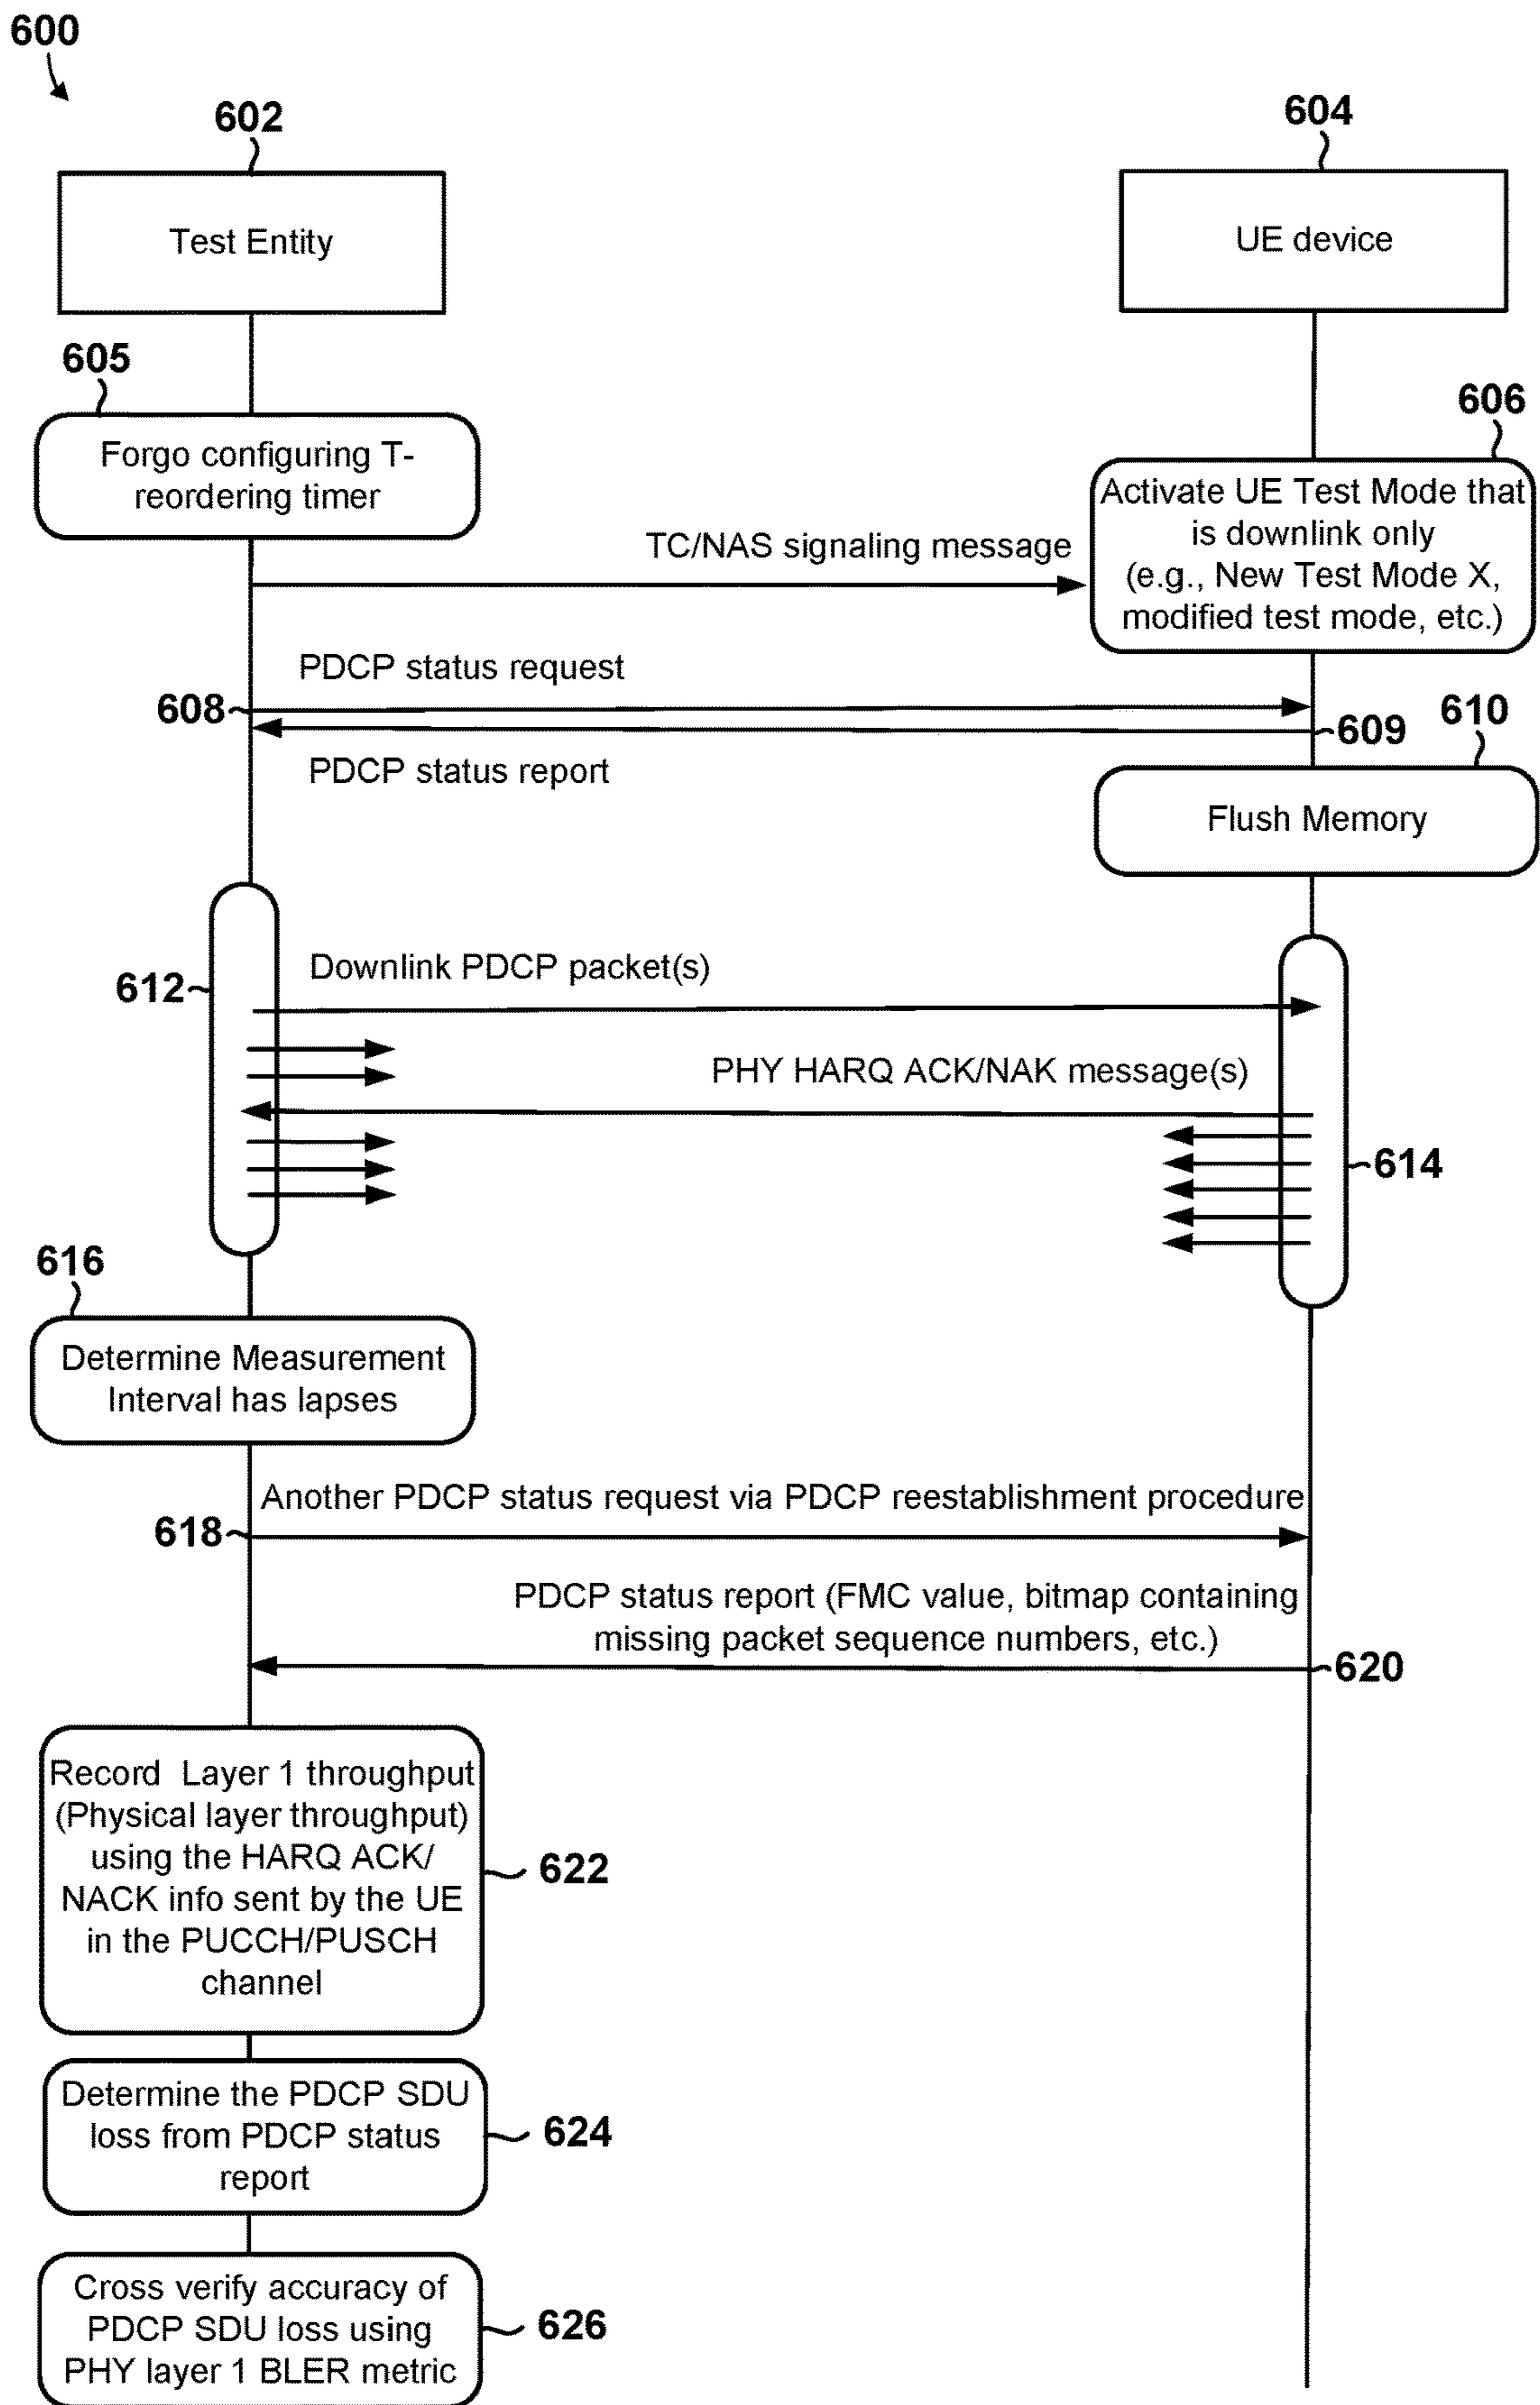 600
602
604
Test Entity
UE device
605
606
Forgo configuring T-
reordering timer
Activate UE Test Mode that
is downlink only
(e.g., New Test Mode X,
modified test mode, etc.)
TC/NAS signaling message
PDCP status request
608
609
610
PDCP status report
Flush Memory
Downlink PDCP packet(s)
612
PHY HARQ ACK/NAK message(s)
614
616
Determine Measurement
Interval has lapses
Another PDCP status request via PDCP reestablishment procedure
618
PDCP status report (FMC value, bitmap containing
missing packet sequence numbers, etc.)
620
Record Layer 1 throughput
(Physical layer throughput)
using the HARQ ACK/
NACK info sent by the UE
in the PUCCH/PUSCH
channel
622
Determine the PDCP SDU
loss from PDCP status
report
624
Cross verify accuracy of
PDCP SDU loss using
PHY layer 1 BLER metric
626